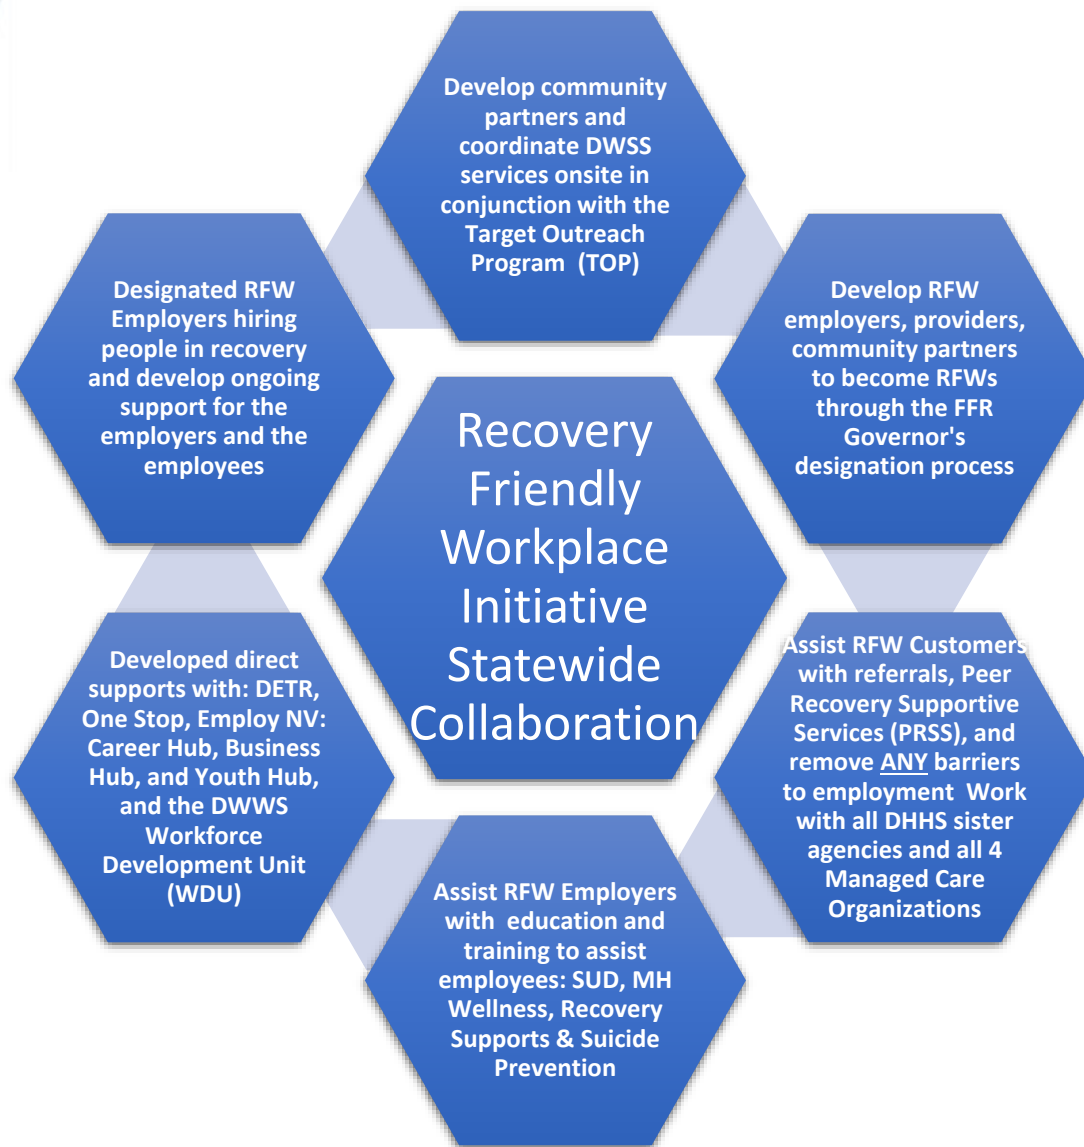 Develop community
partners and
coordinate DWSS
services onsite in
conjunction with the
Target Outreach
Program  (TOP)
Develop RFW
employers, providers,
community partners
to become RFWs
through the FFR
Governor's
designation process
Assist RFW Customers
with referrals, Peer
Recovery Supportive
Services (PRSS), and
remove ANY barriers
to employment  Work
with all DHHS sister
agencies and all 4
Managed Care
Organizations
Assist RFW Employers
with  education and
training to assist
employees: SUD, MH
Wellness, Recovery
Supports & Suicide
Prevention
Developed direct
supports with: DETR,
One Stop, Employ NV:
Career Hub, Business
Hub, and Youth Hub,
and the DWWS
Workforce
Development Unit
(WDU)
Designated RFW
Employers hiring
people in recovery
and develop ongoing
support for the
employers and the
employees
Recovery
Friendly
Workplace
Initiative
Statewide
Collaboration